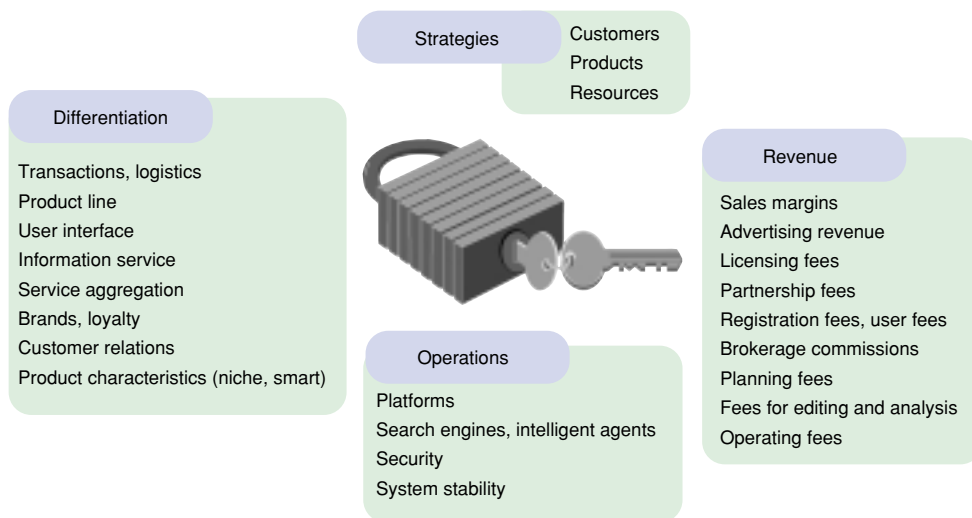 Strategies
Customers
Products
Resources
Differentiation
Transactions, logistics
Product line
User interface
Information service
Service aggregation
Brands, loyalty
Customer relations
Product characteristics (niche, smart)
Revenue
Sales margins
Advertising revenue
Licensing fees
Partnership fees
Registration fees, user fees
Brokerage commissions
Planning fees
Fees for editing and analysis
Operating fees
Operations
Platforms
Search engines, intelligent agents
Security
System stability